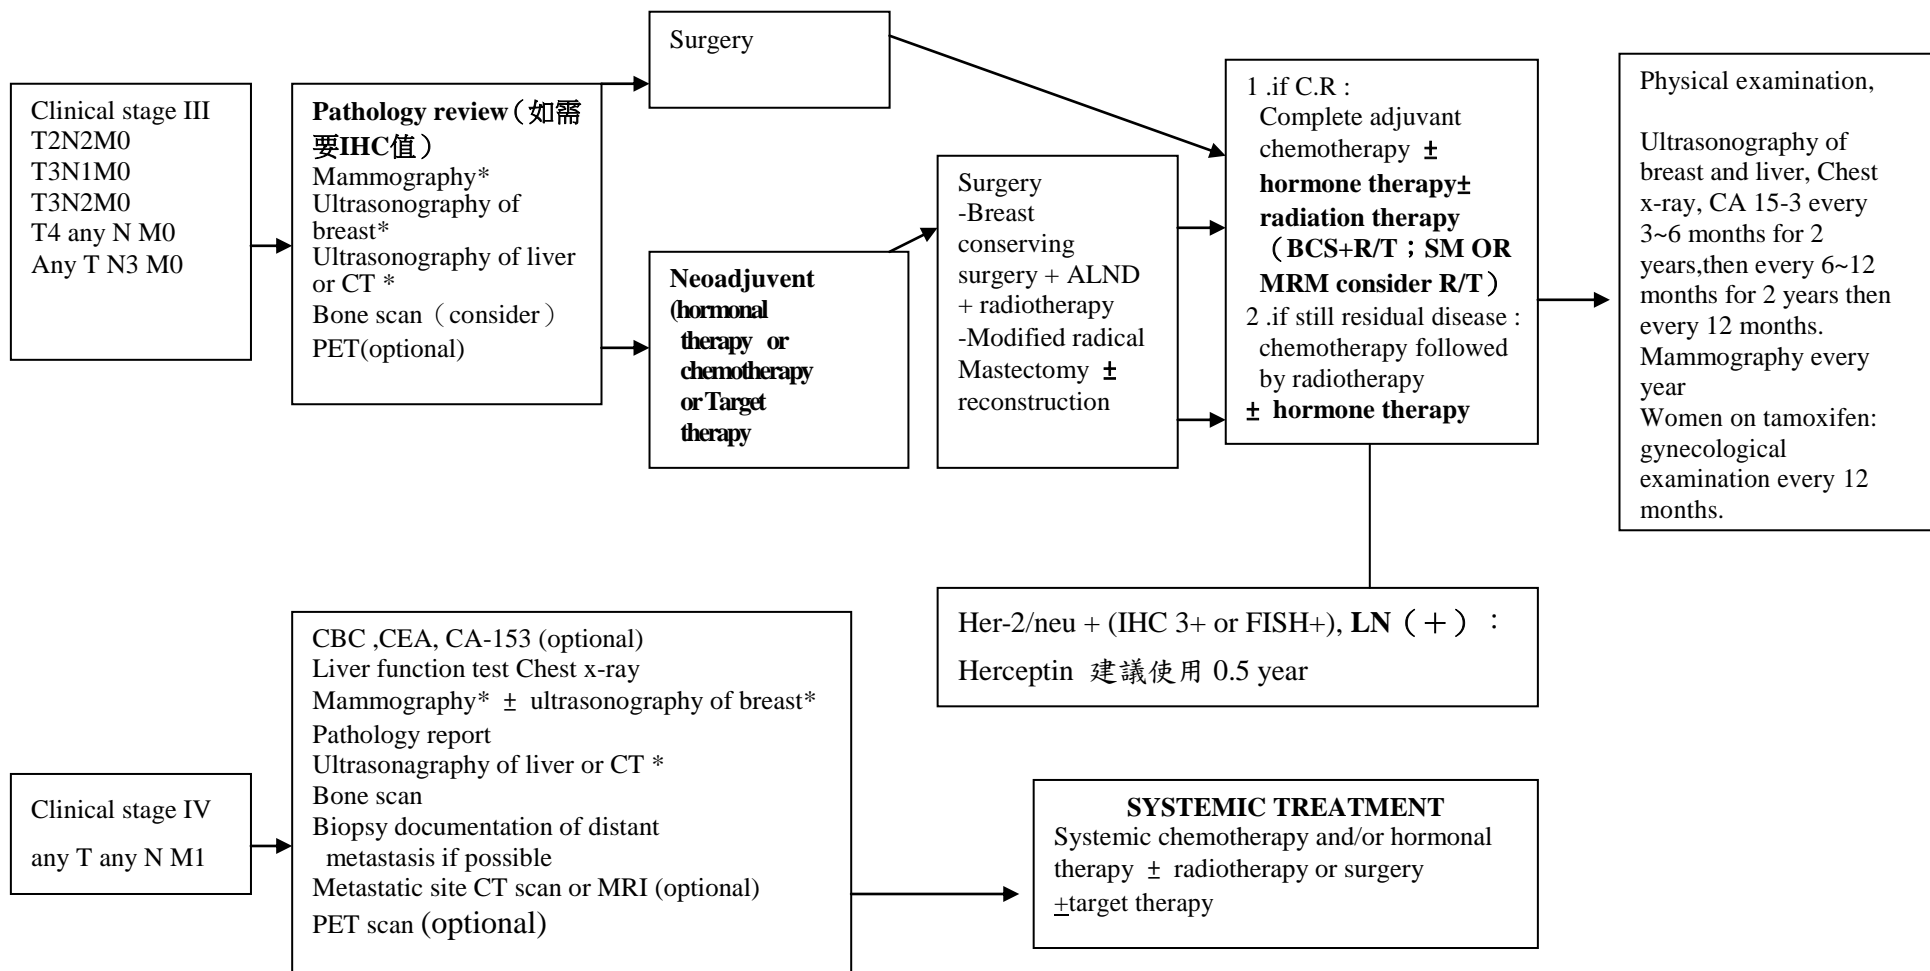 Clinical stage III
T2N2M0
T3N1M0
T3N2M0
T4 any N M0
Any T N3 M0
Pathology review（如需
要IHC值）
Mammography*
Ultrasonography of
breast*
Ultrasonography of liver
or CT *
Bone scan（consider）
PET(optional)
Surgery
Neoadjuvent
(hormonal
therapy or
chemotherapy
or Target
therapy
Surgery
-Breast
conserving
surgery + ALND
+ radiotherapy
-Modified radical
Mastectomy ±
reconstruction
1 .if C.R :
Complete adjuvant
chemotherapy ±
hormone therapy±
radiation therapy
（BCS+R/T；SM OR
MRM consider R/T）
2 .if still residual disease :
chemotherapy followed
by radiotherapy
± hormone therapy
Physical examination,
Ultrasonography of
breast and liver, Chest
x-ray, CA 15-3 every
3~6 months for 2
years,then every 6~12
months for 2 years then
every 12 months.
Mammography every
year
Women on tamoxifen:
gynecological
examination every 12
months.
Her-2/neu + (IHC 3+ or FISH+), LN（＋）：
Herceptin 建議使用 0.5 year
Clinical stage IV
any T any N M1
CBC ,CEA, CA-153 (optional)
Liver function test Chest x-ray
Mammography* ± ultrasonography of breast*
Pathology report
Ultrasonagraphy of liver or CT *
Bone scan
Biopsy documentation of distant
metastasis if possible
Metastatic site CT scan or MRI (optional)
PET scan (optional)
SYSTEMIC TREATMENT
Systemic chemotherapy and/or hormonal
therapy ± radiotherapy or surgery
±target therapy